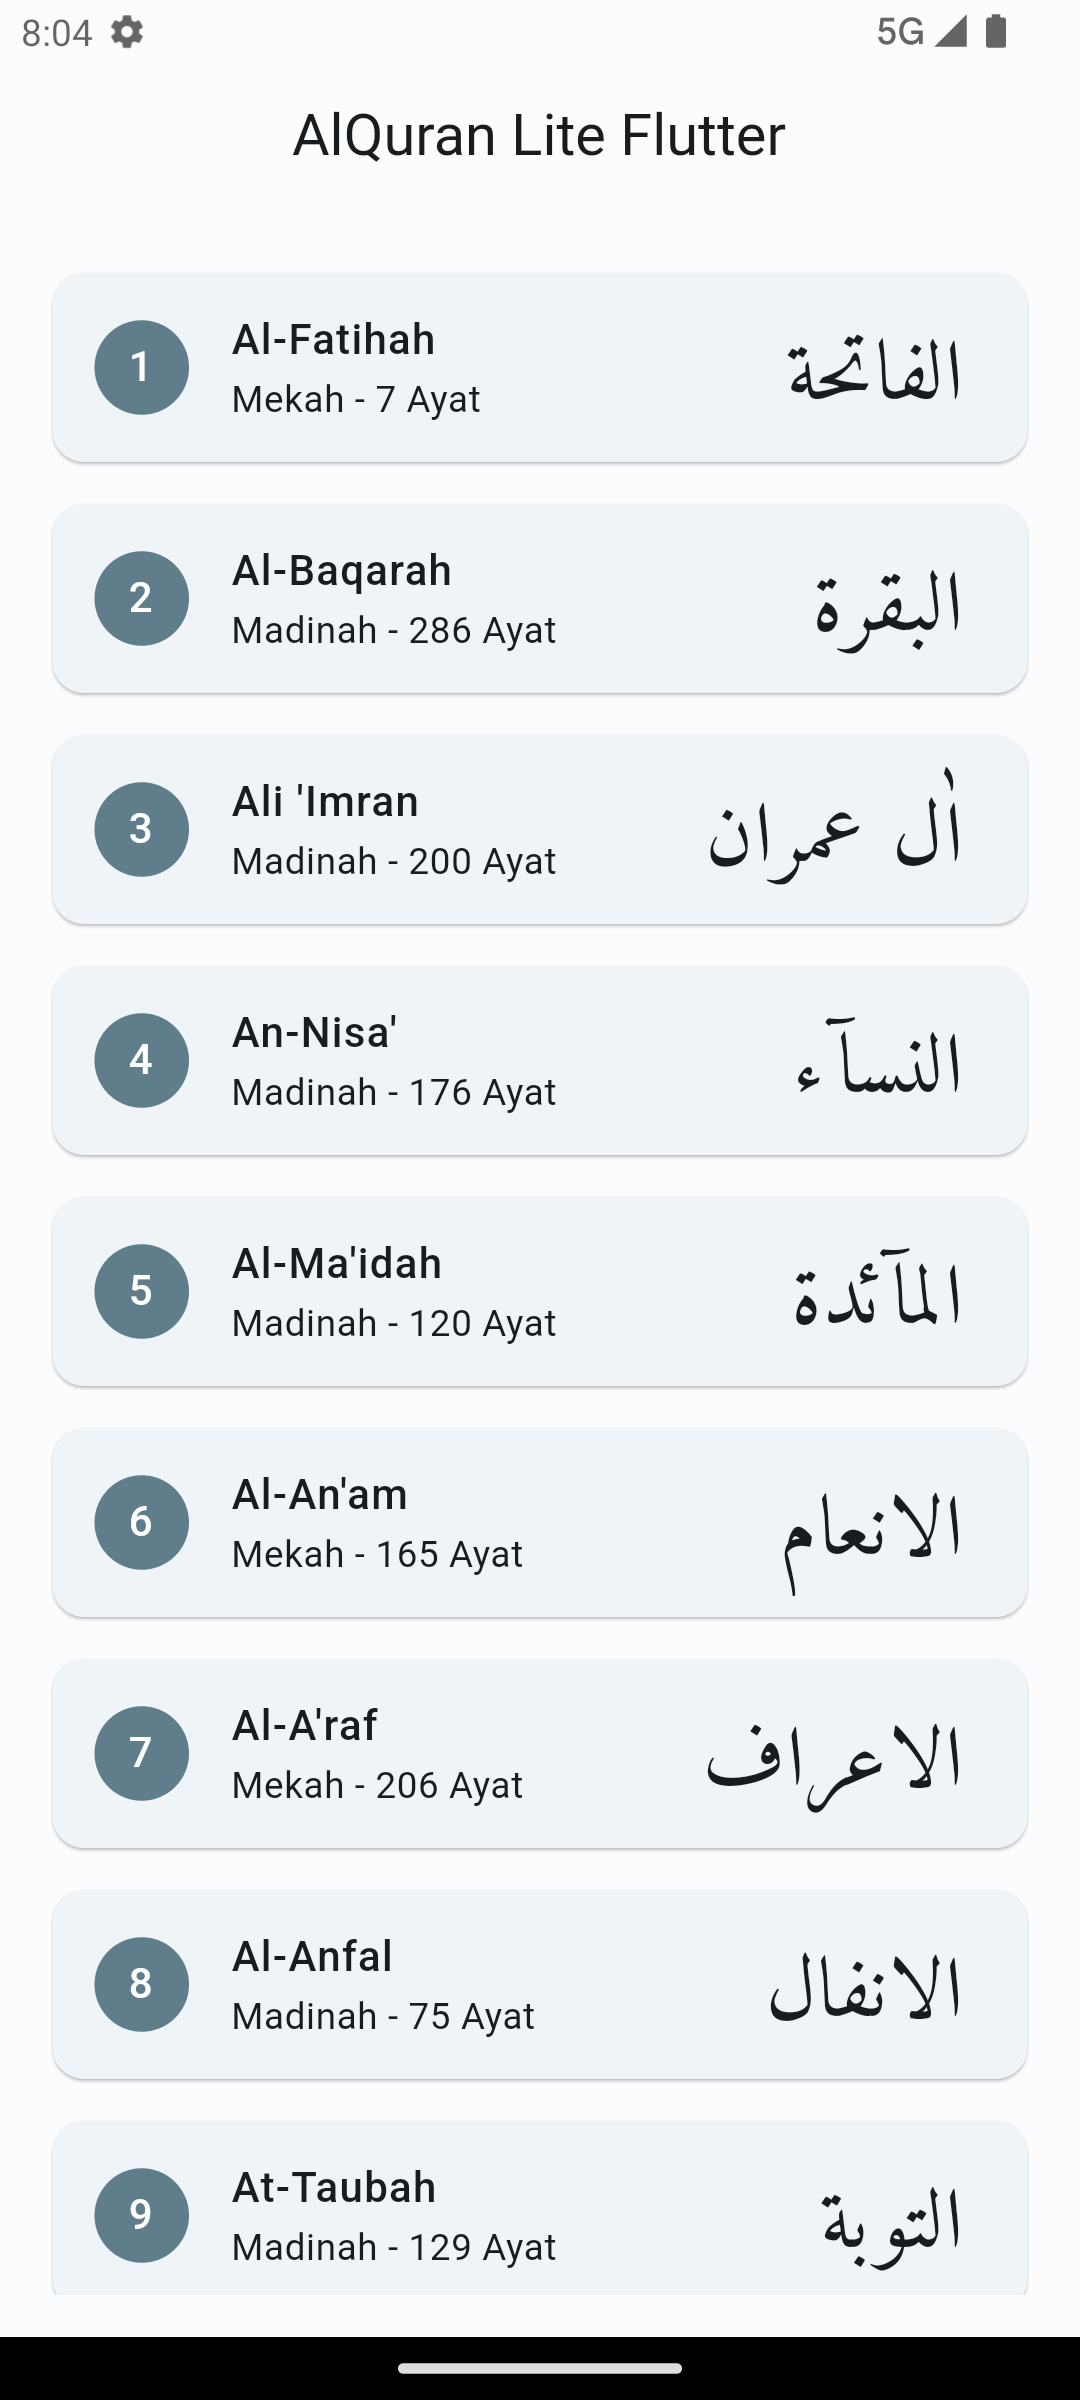 8:04
5G
AlQuran Lite Flutter
1
Al-Fatihah
Mekah - 7 Ayat
الفاتحة
2
Al-Baqarah
Madinah - 286 Ayat
البقرة
3
Ali 'Imran
Madinah - 200 Ayat
اٰل عمران
4
An-Nisa'
Madinah - 176 Ayat
النساۤء
5
Al-Ma'idah
Madinah - 120 Ayat
الماۤئدة
6
Al-An'am
Mekah - 165 Ayat
الانعام
7
Al-A'raf
Mekah - 206 Ayat
الاعراف
8
Al-Anfal
Madinah - 75 Ayat
الانفال
9
At-Taubah
Madinah - 129 Ayat
التوبة